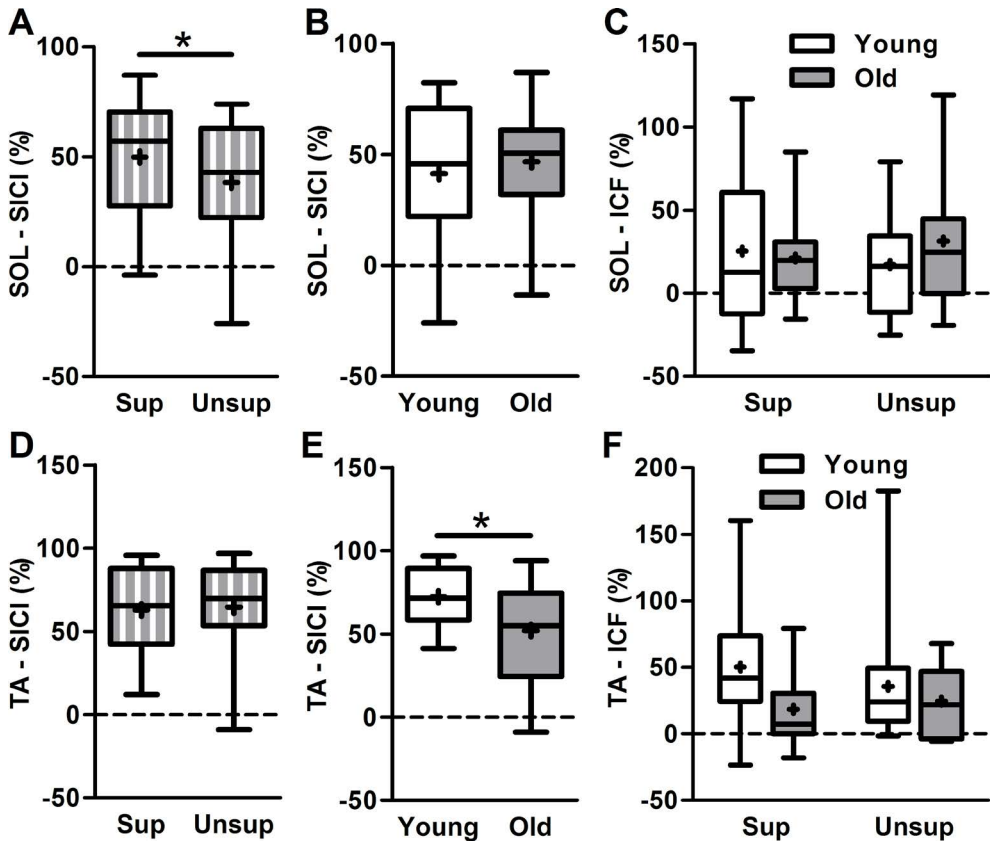 A
*
SOL - SICI (%)
100
50
0
-50
Sup Unsup
B
SOL - SICI (%)
100
50
0
-50
Young Old
C
SOL - ICF (%)
150
100
50
0
-50
Young
Old
Sup Unsup
D
TA - SICI (%)
150
100
50
0
-50
Sup Unsup
E
*
TA - SICI (%)
150
100
50
0
-50
Young Old
F
TA - ICF (%)
200
150
100
50
0
-50
Young
Old
Sup Unsup